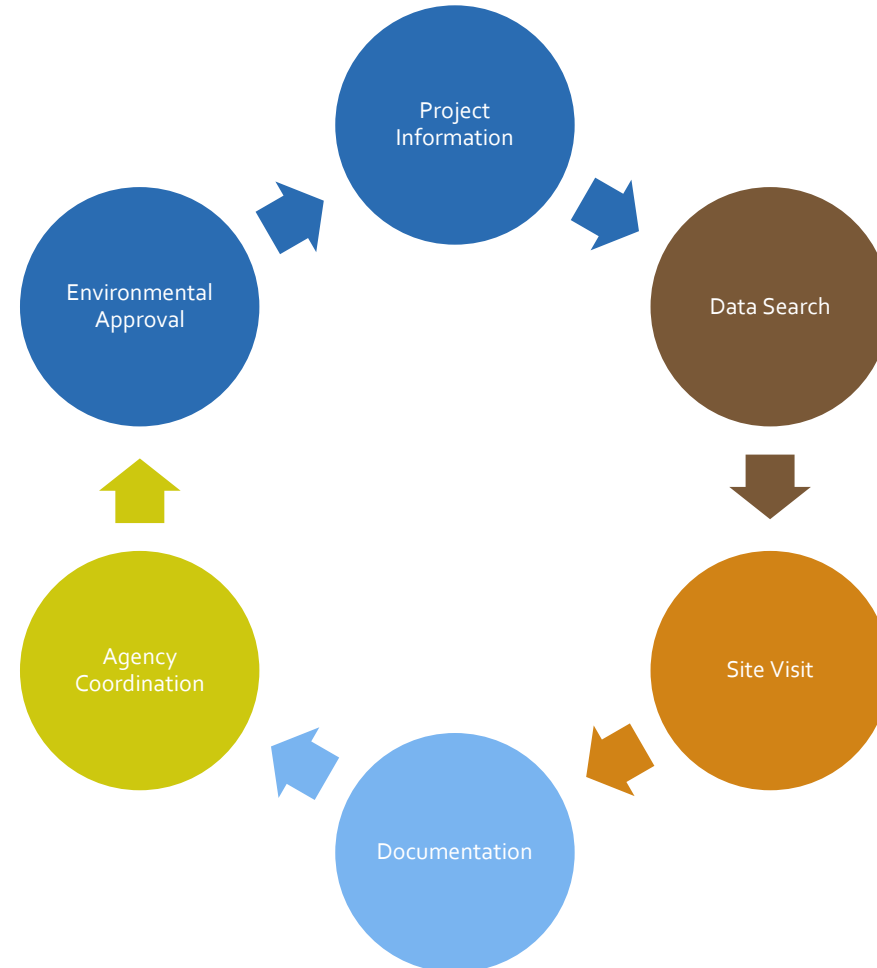 Project
Information
Data Search
Site Visit
Documentation
Agency
Coordination
Environmental
Approval